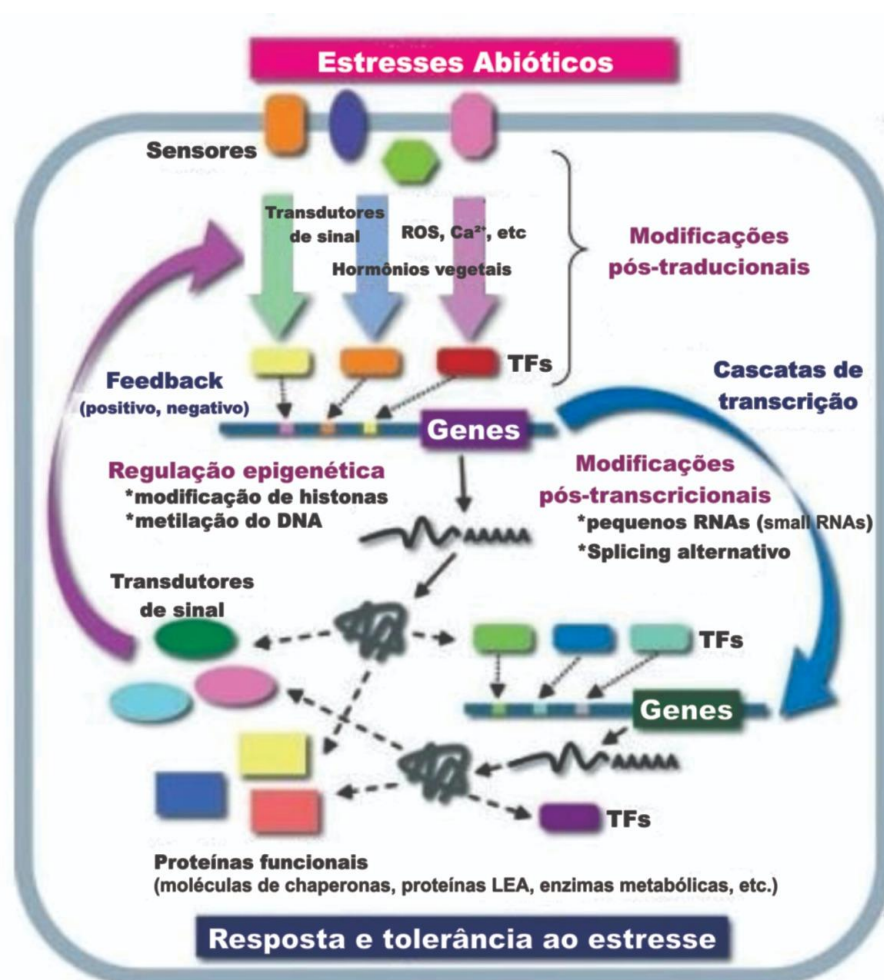 Estresses Abióticos
Sensores
Transdutores
de sinal
ROS, Ca²⁺, etc
Hormônios vegetais
Modificações
pós-traducionais
TFs
Feedback
(positivo, negativo)
Cascatas de
transcrição
Genes
Regulação epigenética
*modificação de histonas
*metilação do DNA
Modificações
pós-transcricionais
*pequenos RNAs (small RNAs)
*Splicing alternativo
AAAAA
Transdutores
de sinal
TFs
Genes
AAAAA
TFs
Proteínas funcionais
(moléculas de chaperonas, proteínas LEA, enzimas metabólicas, etc.)
Resposta e tolerância ao estresse